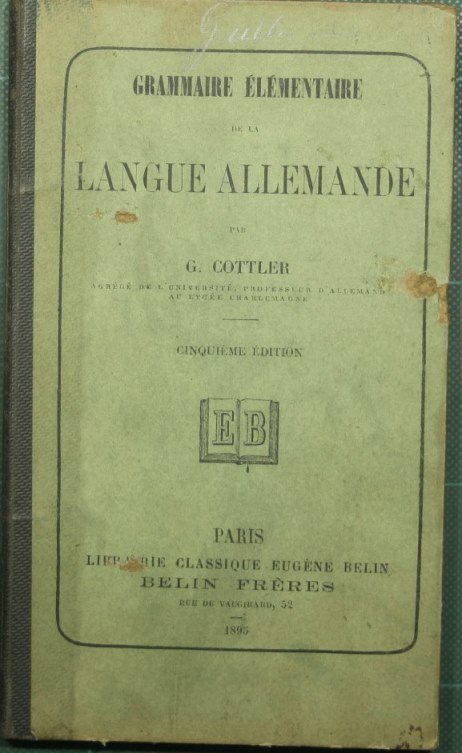 GRAMMAIRE ÉLÉMENTAIRE
DE LA
LANGUE ALLEMANDE
PAR
G. COTTLER
AGRÉGÉ DE L'UNIVERSITÉ, PROFESSEUR D'ALLEMAND
AU LYCÉE CHARLEMAGNE
CINQUIÈME ÉDITION
EB
PARIS
LIBRAIRIE CLASSIQUE EUGÈNE BELIN
BELIN FRÈRES
RUE DE VAUGIRARD, 52
1895